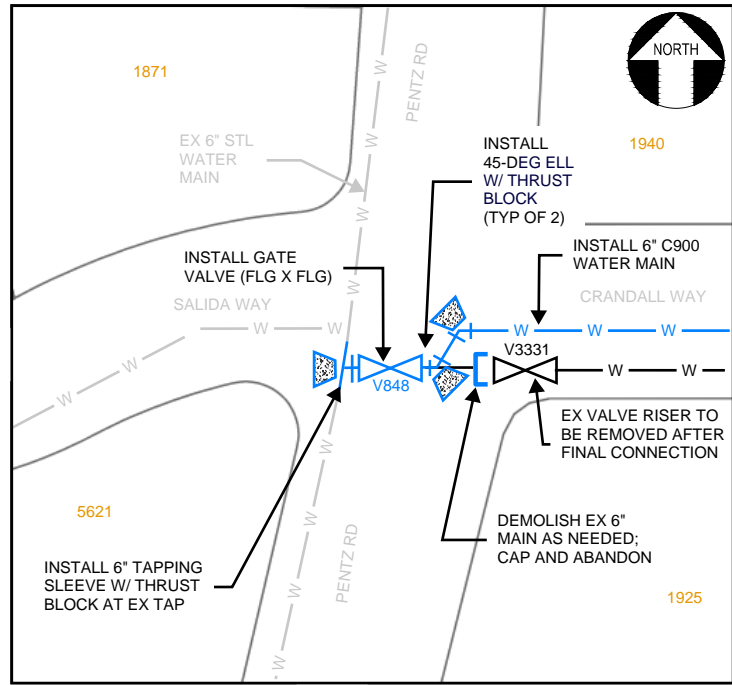 1871
PENTZ RD
NORTH
1940
EX 6" STL
WATER
MAIN
INSTALL
45-DEG ELL
W/ THRUST
BLOCK
(TYP OF 2)
INSTALL GATE
VALVE (FLG X FLG)
INSTALL 6" C900
WATER MAIN
SALIDA WAY
CRANDALL WAY
W
W
W
W
W
W
W
W
W
W
W
W
V3331
V848
W
W
W
W
W
EX VALVE RISER TO
BE REMOVED AFTER
FINAL CONNECTION
5621
DEMOLISH EX 6"
MAIN AS NEEDED;
CAP AND ABANDON
INSTALL 6" TAPPING
SLEEVE W/ THRUST
BLOCK AT EX TAP
PENTZ RD
1925
W